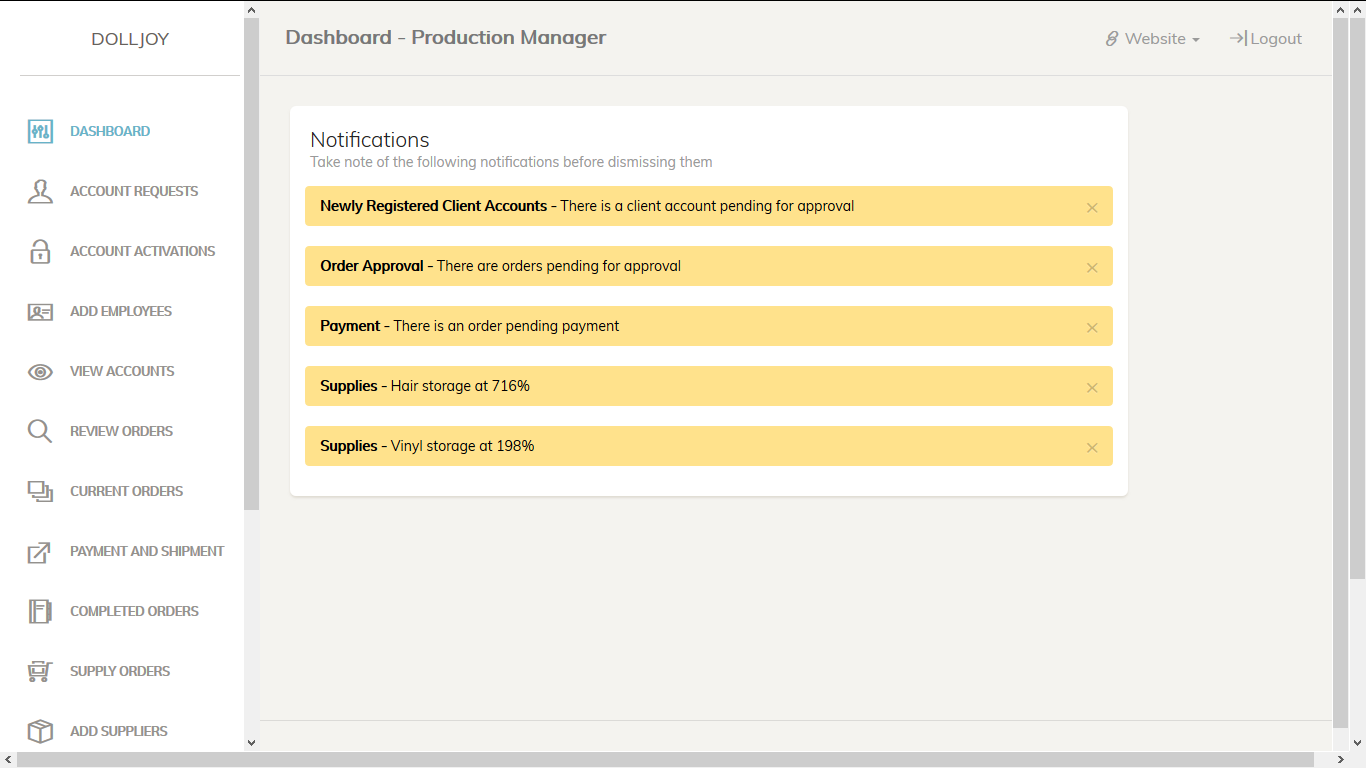 DOLLJOY
DASHBOARD
ACCOUNT REQUESTS
ACCOUNT ACTIVATIONS
ADD EMPLOYEES
VIEW ACCOUNTS
REVIEW ORDERS
CURRENT ORDERS
PAYMENT AND SHIPMENT
COMPLETED ORDERS
SUPPLY ORDERS
ADD SUPPLIERS
Dashboard - Production Manager
Website
Logout
Notifications
Take note of the following notifications before dismissing them
Newly Registered Client Accounts - There is a client account pending for approval
Order Approval - There are orders pending for approval
Payment - There is an order pending payment
Supplies - Hair storage at 716%
Supplies - Vinyl storage at 198%